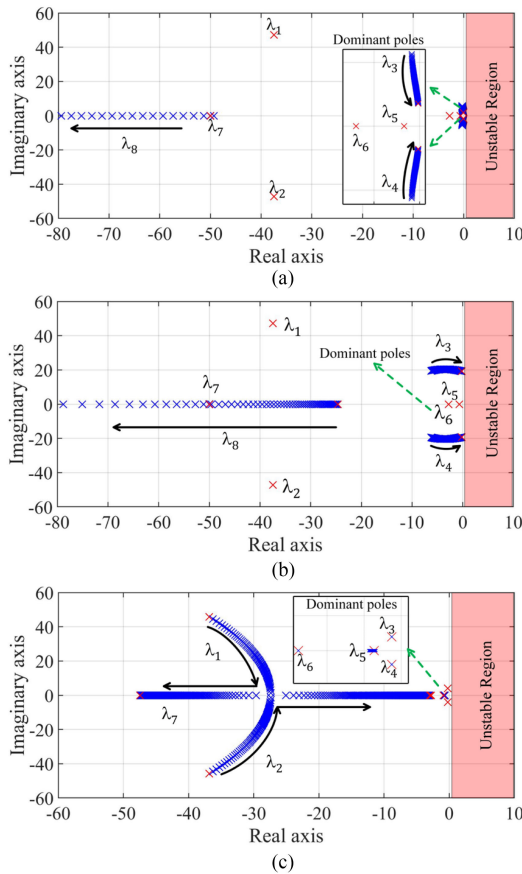 60
40
20
0
-20
-40
-60
Imaginary axis
λ1
λ2
λ7
λ8
Dominant poles
λ3
λ5
λ6
λ4
Unstable Region
-80 -70 -60 -50 -40 -30 -20 -10 0 10
Real axis
(a)
60
40
20
0
-20
-40
-60
Imaginary axis
λ1
λ2
λ7
λ8
Dominant poles
λ3
λ5
λ6
λ4
Unstable Region
-80 -70 -60 -50 -40 -30 -20 -10 0 10
Real axis
(b)
60
40
20
0
-20
-40
-60
Imaginary axis
λ1
λ7
λ2
Dominant poles
λ3
λ5
λ6
λ4
Unstable Region
-60 -50 -40 -30 -20 -10 0 10
Real axis
(c)